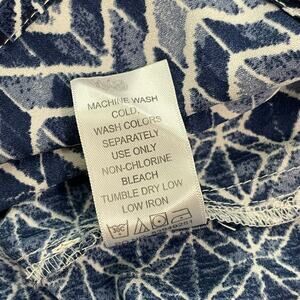 MACHINE WASH
COLD.
WASH COLORS
SEPARATELY
USE ONLY
NON-CHLORINE
BLEACH
TUMBLE DRY LOW
LOW IRON